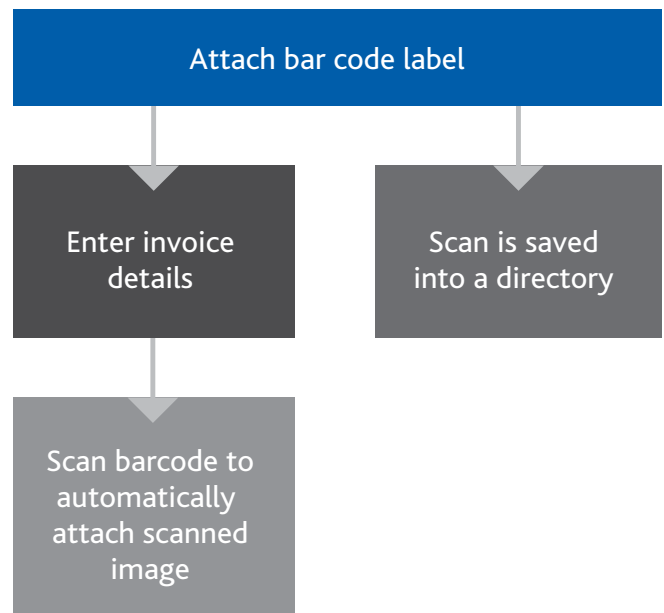 Attach bar code label
Enter invoice
details
Scan is saved
into a directory
Scan barcode to
automatically
attach scanned
image